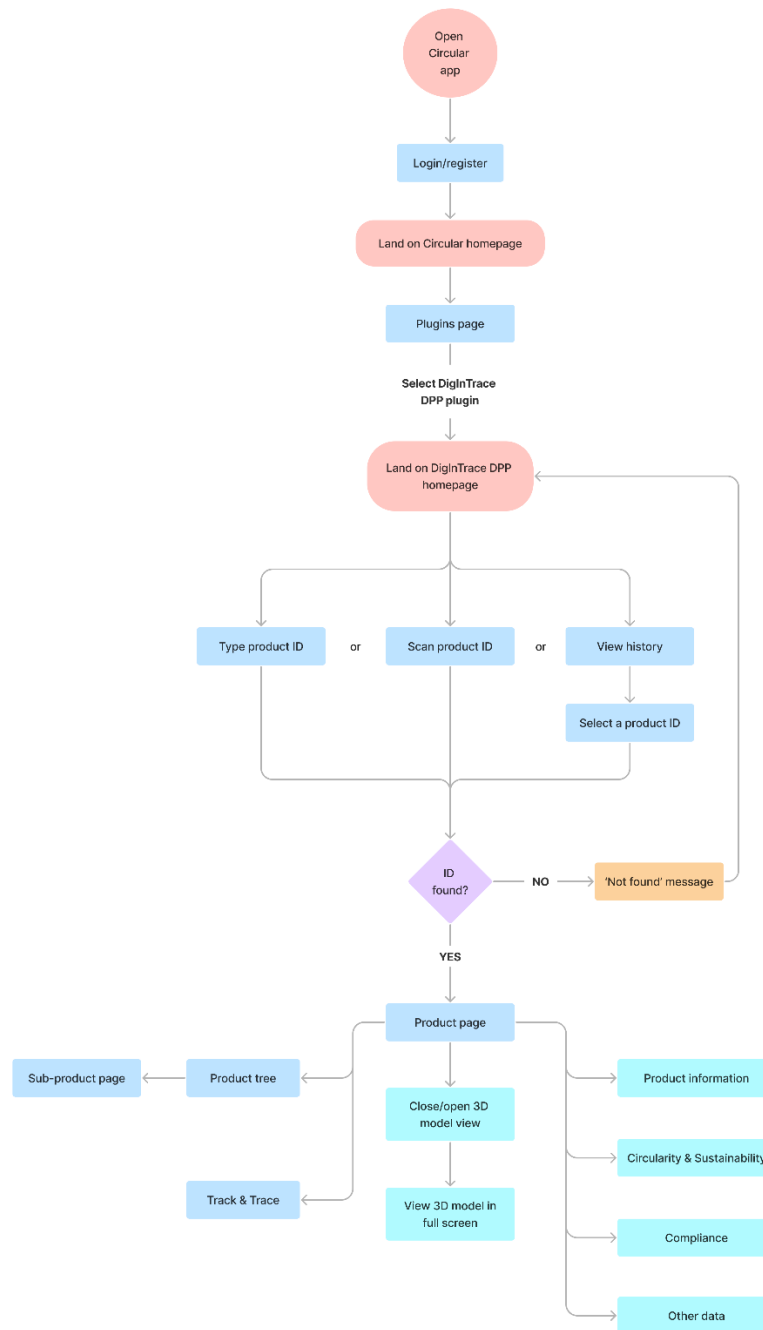 Open
Circular
app
Login/register
Land on Circular homepage
Plugins page
Select DigInTrace
DPP plugin
Land on DigInTrace DPP
homepage
Type product ID
or
Scan product ID
or
View history
Select a product ID
ID
found?
NO
'Not found' message
YES
Product page
Sub-product page
Product tree
Close/open 3D
model view
Product information
Circularity & Sustainability
Track & Trace
View 3D model in
full screen
Compliance
Other data